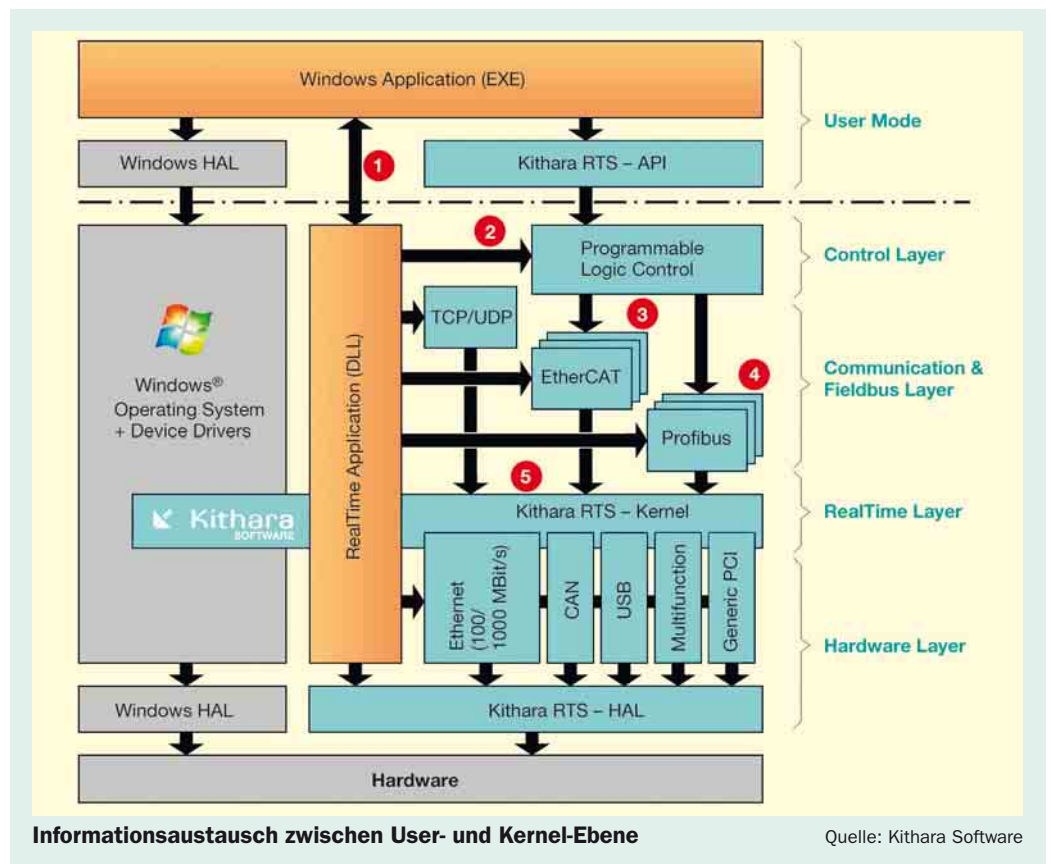 Windows Application (EXE)
User Mode
Windows HAL
1
Kithara RTS – API
2
Programmable
Logic Control
Control Layer
TCP/UDP
3
EtherCAT
4
Profibus
Communication &
Fieldbus Layer
Windows®
Operating System
+ Device Drivers
RealTime Application (DLL)
5
Kithara
SOFTWARE
Kithara RTS – Kernel
RealTime Layer
Ethernet
(100/
1000 MBit/s)
CAN
USB
Multifunction
Generic PCI
Hardware Layer
Windows HAL
Kithara RTS – HAL
Hardware
Informationsaustausch zwischen User- und Kernel-Ebene
Quelle: Kithara Software